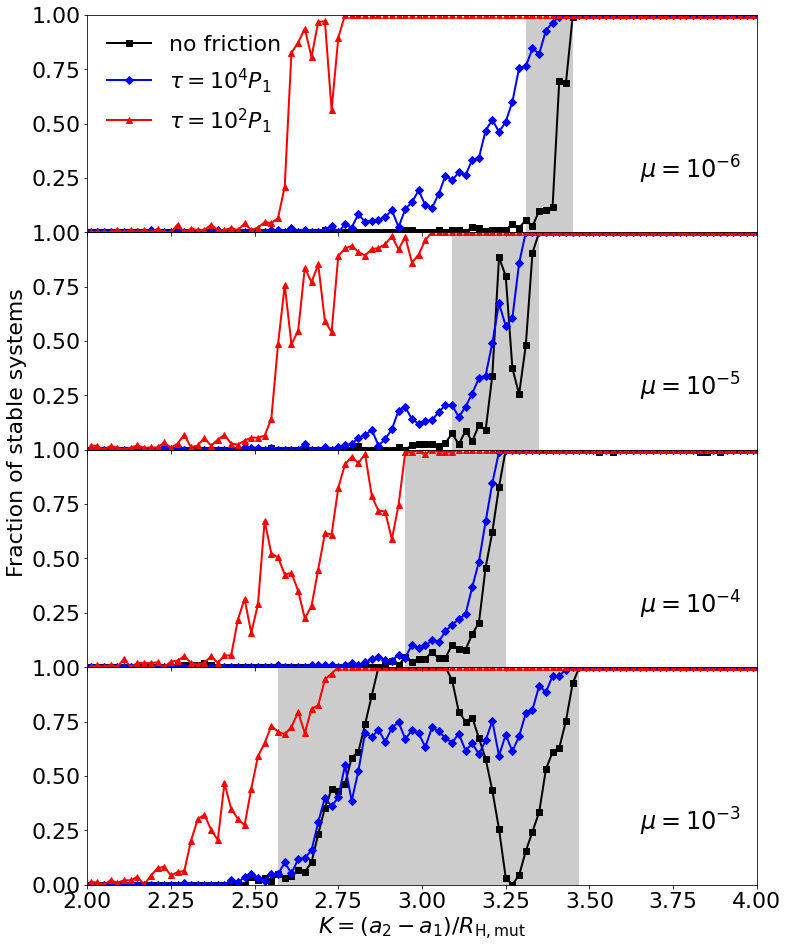 1.00
no friction
0.75
τ = 10⁴P₁
0.50
τ = 10²P₁
0.25
μ = 10⁻⁶
1.00
0.75
0.50
0.25
μ = 10⁻⁵
Fraction of stable systems
1.00
0.75
0.50
0.25
μ = 10⁻⁴
1.00
0.75
0.50
0.25
μ = 10⁻³
0.00
2.00 2.25 2.50 2.75 3.00 3.25 3.50 3.75 4.00
K = (a₂ − a₁)/R_H,mut